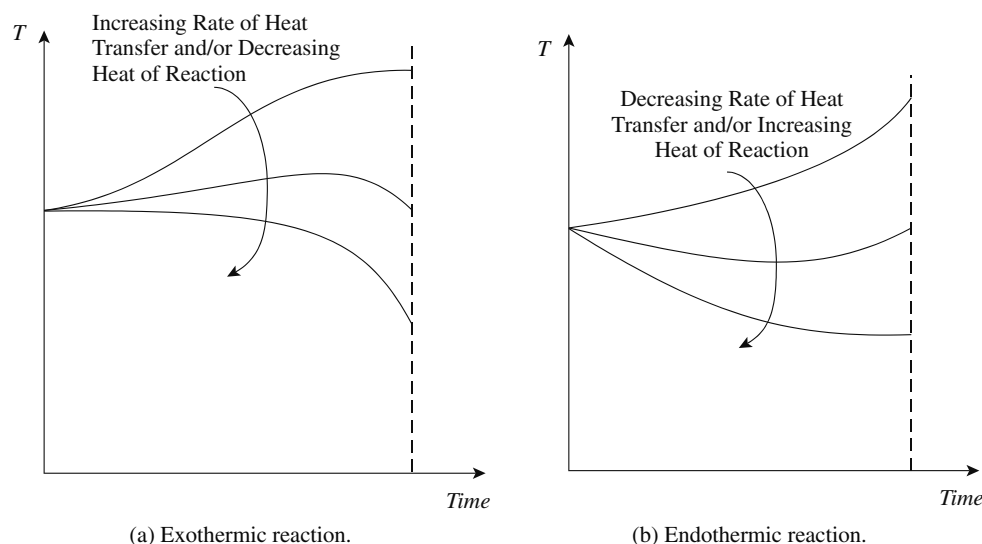 T
Increasing Rate of Heat
Transfer and/or Decreasing
Heat of Reaction
Time
(a) Exothermic reaction.
T
Decreasing Rate of Heat
Transfer and/or Increasing
Heat of Reaction
Time
(b) Endothermic reaction.